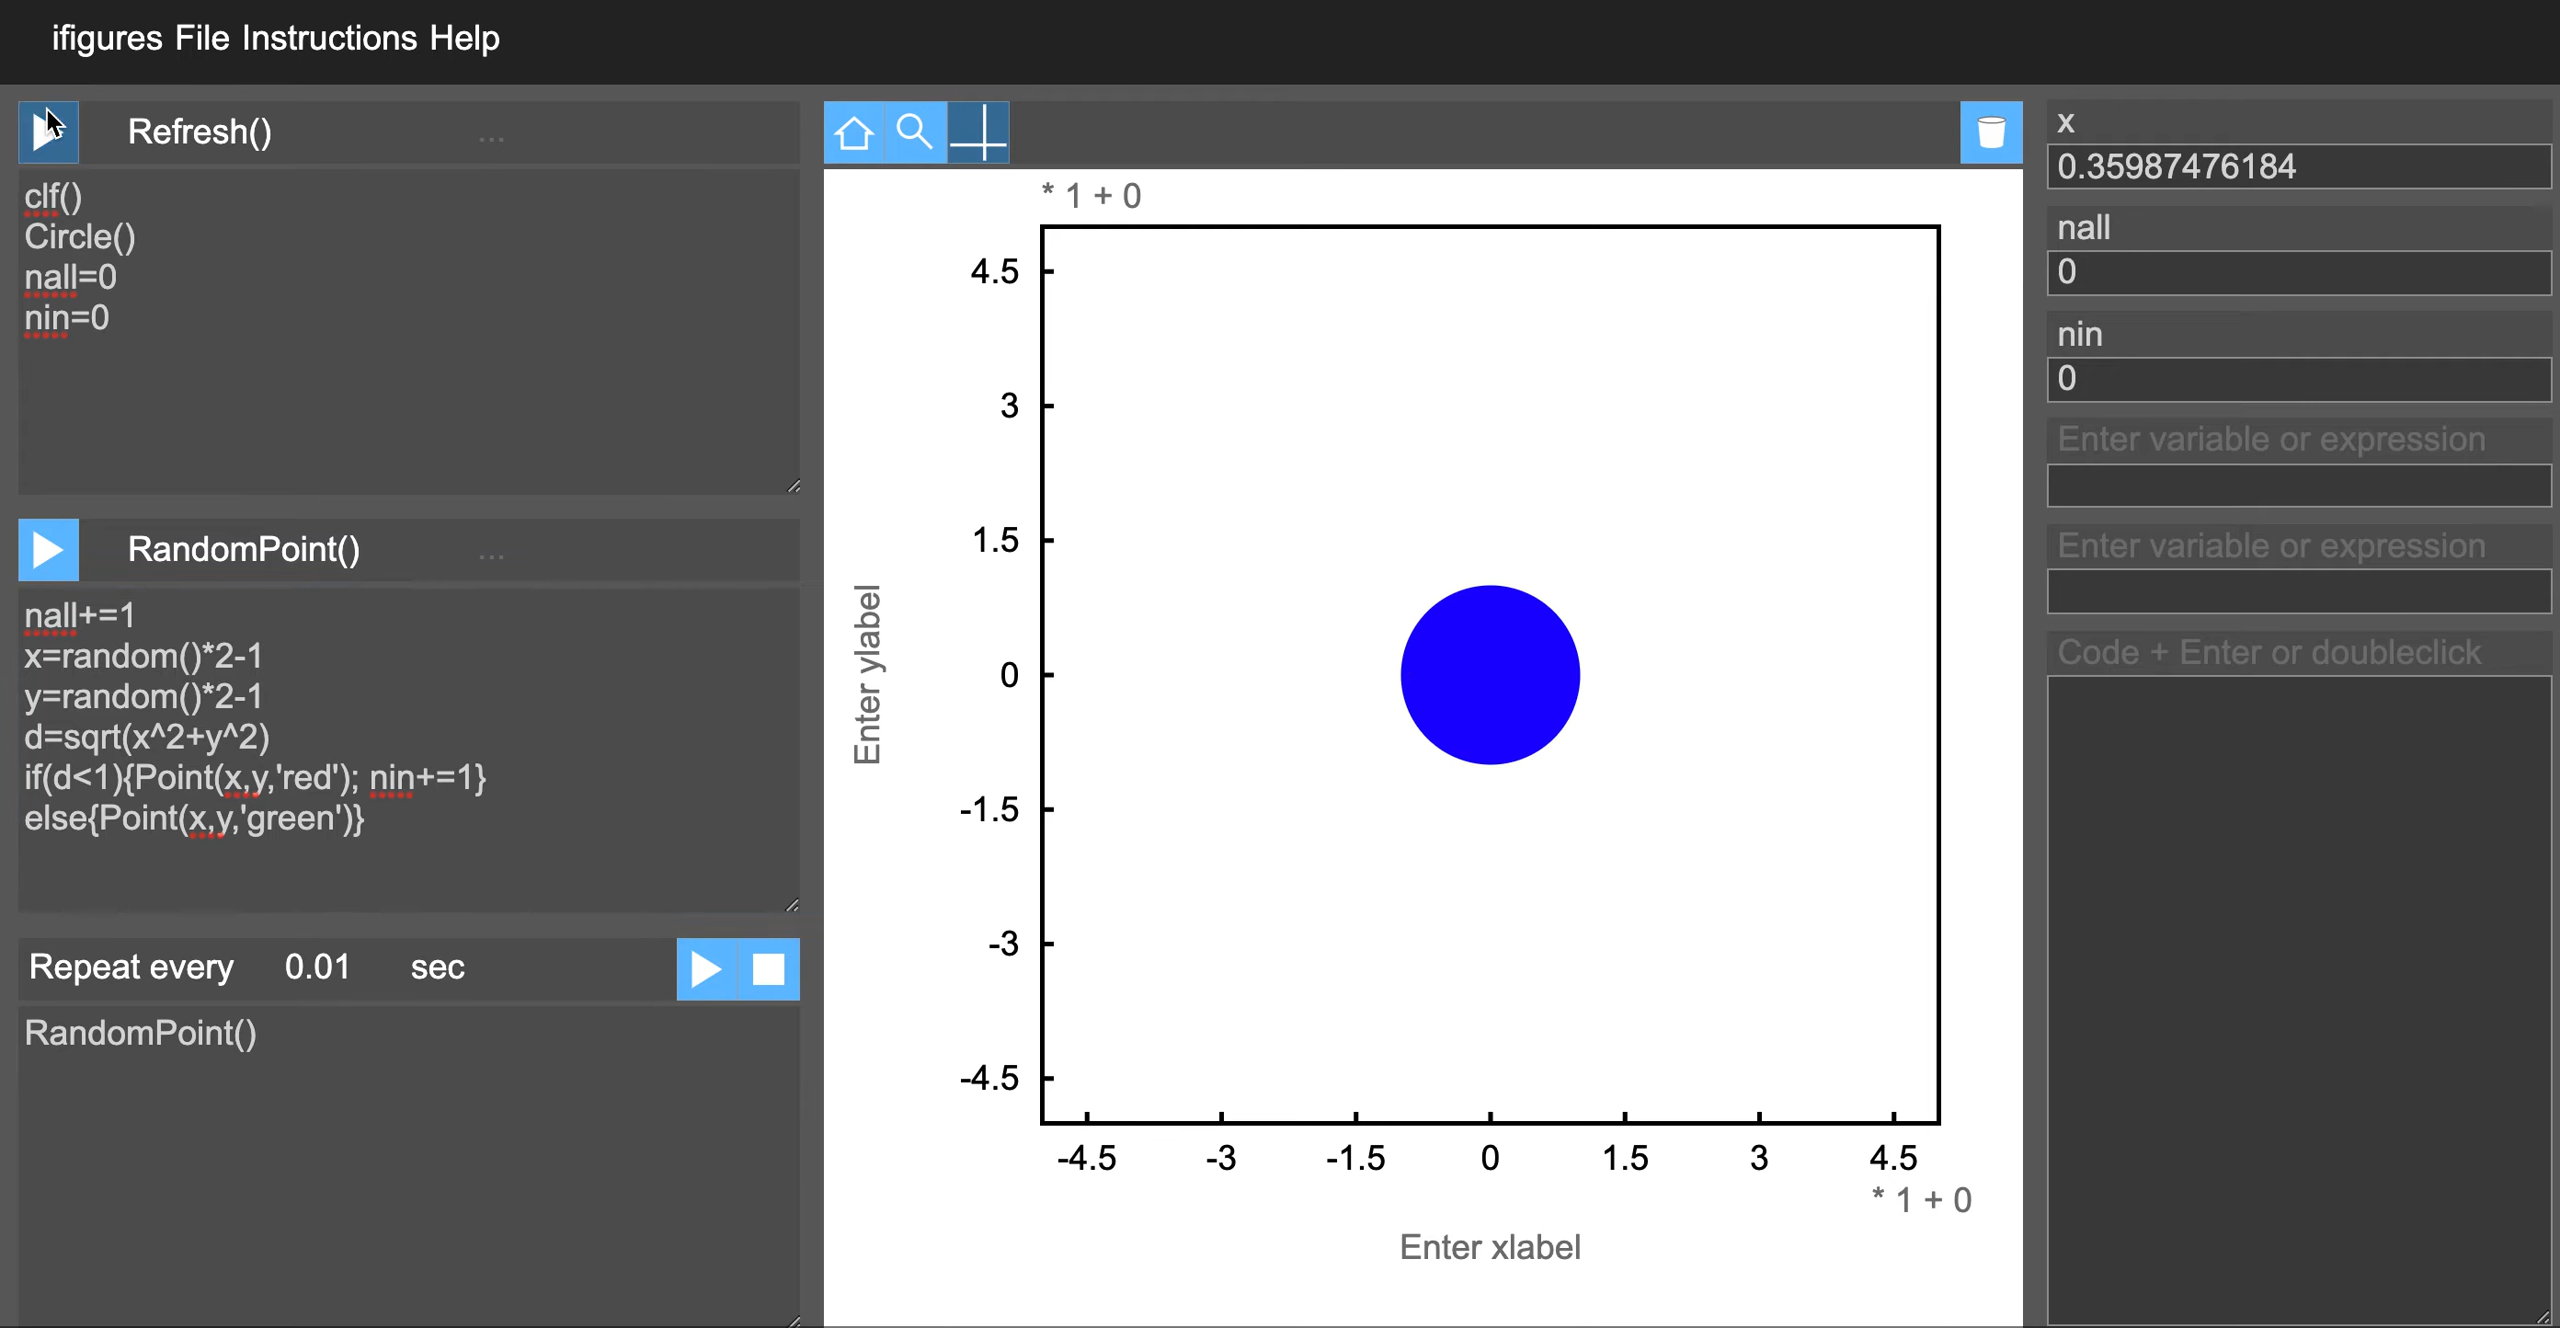 ifigures File Instructions Help
Refresh() ...
clf()
Circle()
nall=0
nin=0
RandomPoint() ...
nall+=1
x=random()*2-1
y=random()*2-1
d=sqrt(x^2+y^2)
if(d<1){Point(x,y,'red'); nin+=1}
else{Point(x,y,'green')}
Repeat every 0.01 sec
RandomPoint()
* 1 + 0
4.5
3
1.5
0
-1.5
-3
-4.5
Enter ylabel
-4.5 -3 -1.5 0 1.5 3 4.5
* 1 + 0
Enter xlabel
x
0.35987476184
nall
0
nin
0
Enter variable or expression
Enter variable or expression
Code + Enter or doubleclick